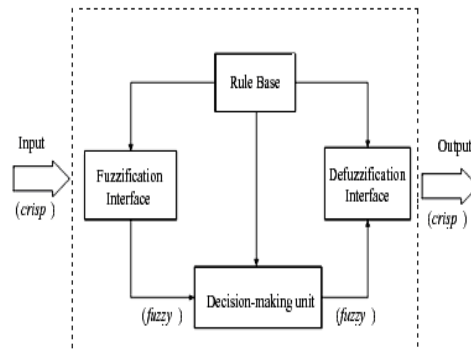 Rule Base
Input
(crisp )
Fuzzification
Interface
Defuzzification
Interface
Output
(crisp )
Decision-making unit
(fuzzy )
(fuzzy )